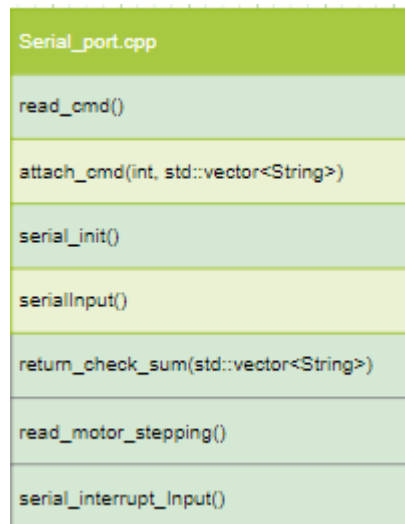 Serial_port.cpp
read_cmd()
attach_cmd(int, std::vector<String>)
serial_init()
serialInput()
return_check_sum(std::vector<String>)
read_motor_stepping()
serial_interrupt_Input()